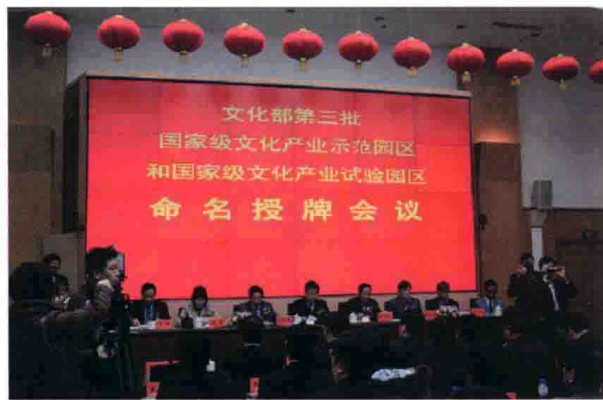 文化部第三批
国家级文化产业示范园区
和国家级文化产业试验园区
命名授牌会议